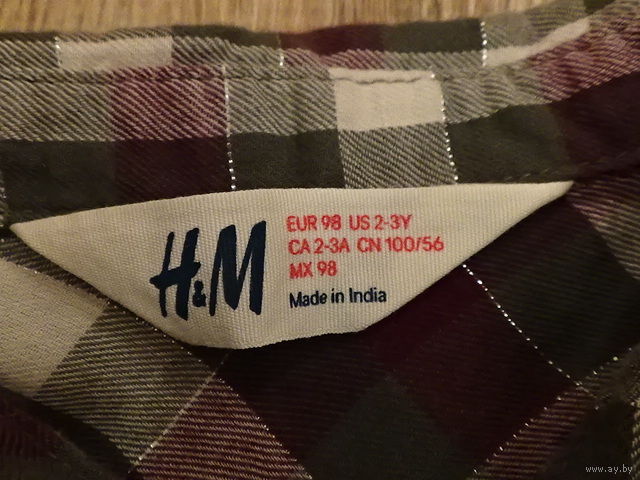 H&M
EUR 98 US 2-3Y
CA 2-3A CN 100/56
MX 98
Made in India
www.ay.by